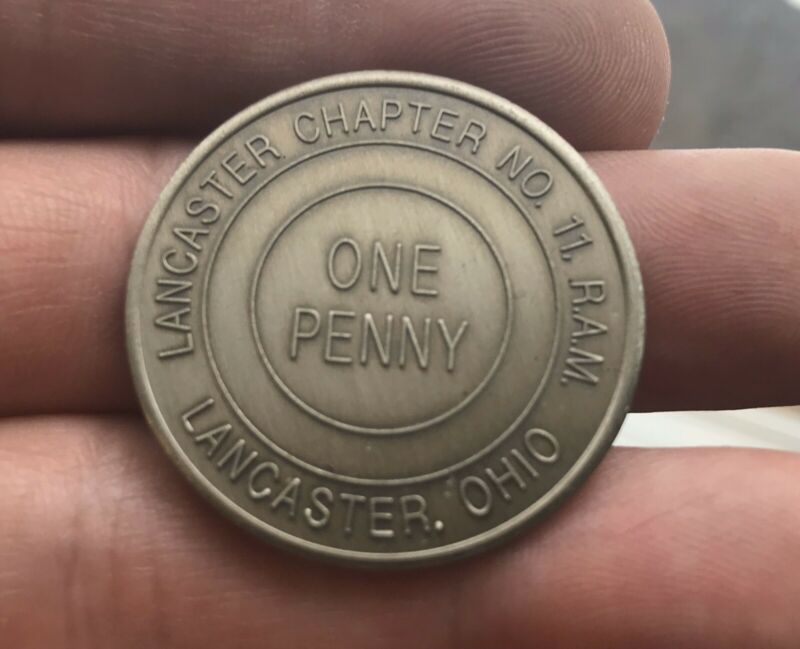 LANCASTER CHAPTER NO. 11, R.A.M.
ONE
PENNY
LANCASTER, OHIO